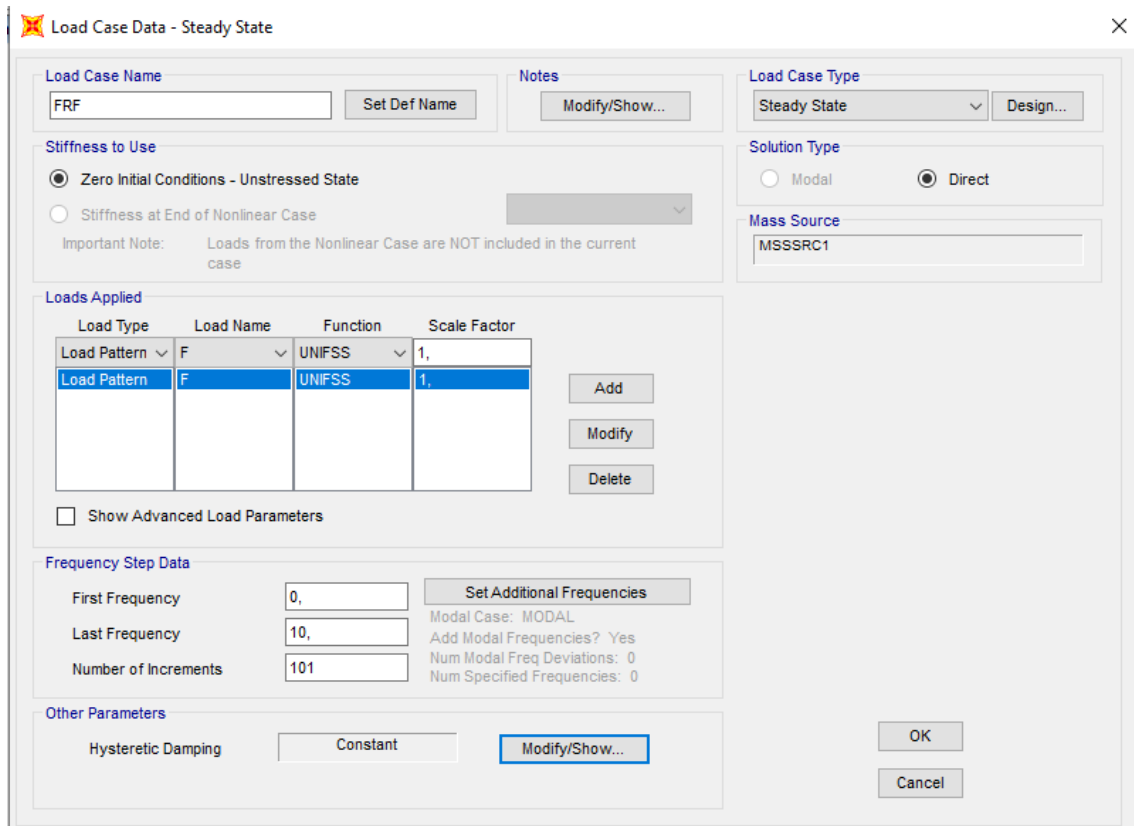 Load Case Data - Steady State
Load Case Name
FRF
Set Def Name
Notes
Modify/Show...
Load Case Type
Steady State
Design...
Stiffness to Use
Zero Initial Conditions - Unstressed State
Stiffness at End of Nonlinear Case
Important Note: Loads from the Nonlinear Case are NOT included in the current
case
Solution Type
Modal
Direct
Mass Source
MSSSRC1
Loads Applied
Load Type Load Name Function Scale Factor
Load Pattern F UNIFSS 1,
Load Pattern F UNIFSS 1,
Add
Modify
Delete
Show Advanced Load Parameters
Frequency Step Data
First Frequency 0,
Last Frequency 10,
Number of Increments 101
Set Additional Frequencies
Modal Case: MODAL
Add Modal Frequencies? Yes
Num Modal Freq Deviations: 0
Num Specified Frequencies: 0
Other Parameters
Hysteretic Damping Constant Modify/Show...
OK
Cancel